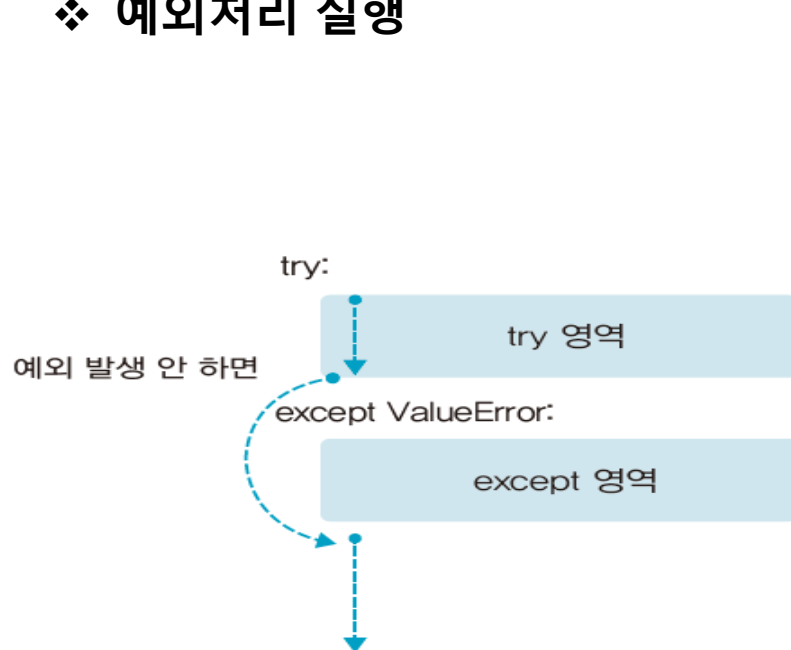 ❖ 예외처리 실행
try:
try 영역
예외 발생 안 하면
except ValueError:
except 영역